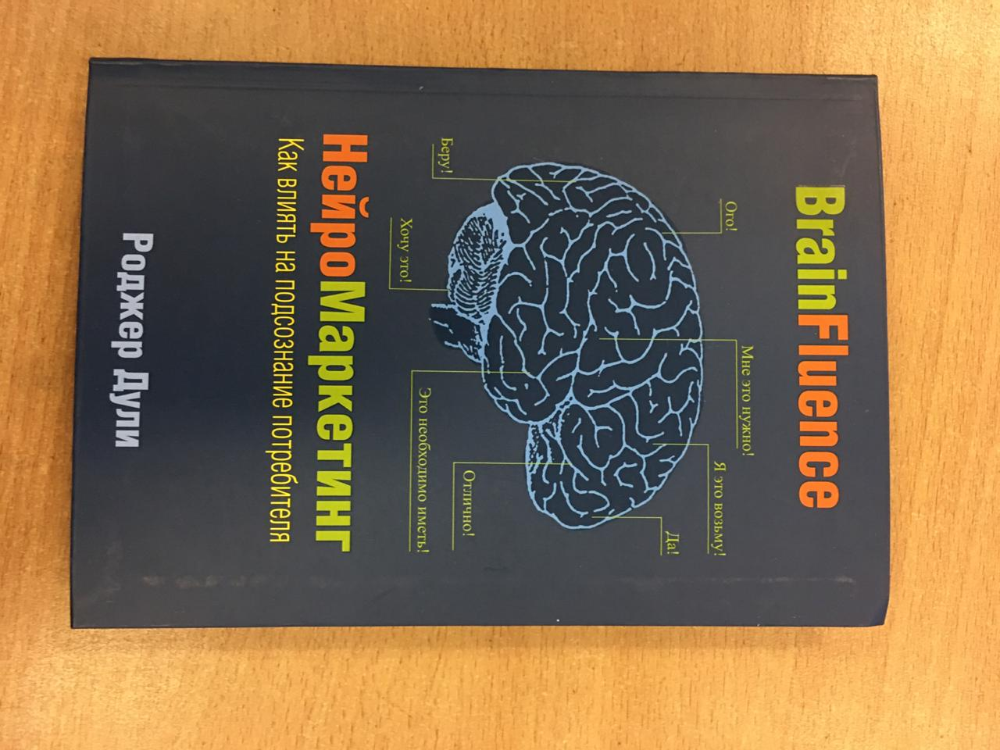 BrainFluence
Ого!
Мне это нужно!
Я это возьму!
Да!
Беру!
Хочу это!
Отлично!
Это необходимо иметь!
НейроМаркетинг
Как влиять на подсознание потребителя
Роджер Дули